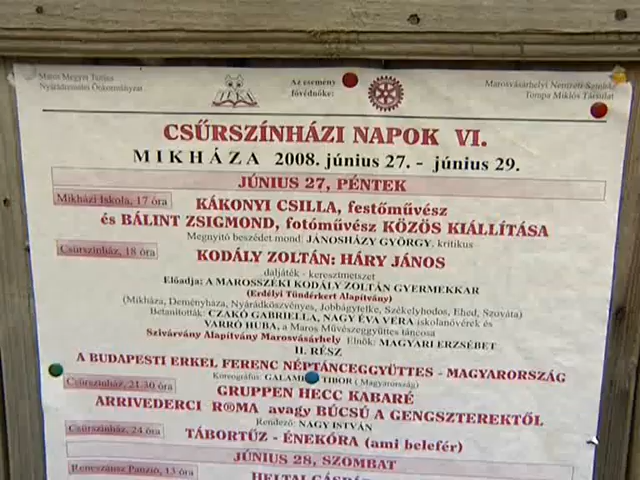 Maros Megyei Tanács
Nyárádremetei Önkormányzat
Az esemény
fővédnöke:
Marosvásárhelyi Nemzeti Színház
Tompa Miklós Társulat
CSŰRSZÍNHÁZI NAPOK VI.
MIKHÁZA 2008. június 27. - június 29.
JÚNIUS 27, PÉNTEK
Mikházi Iskola, 17 óra
KÁKONYI CSILLA, festőművész
és BÁLINT ZSIGMOND, fotóművész KÖZÖS KIÁLLÍTÁSA
Megnyitó beszédet mond JÁNOSHÁZY GYÖRGY, kritikus
Csűrszínház, 18 óra
KODÁLY ZOLTÁN: HÁRY JÁNOS
daljáték - keresztmetszet
Előadja: A MAROSSZÉKI KODÁLY ZOLTÁN GYERMEKKAR
(Erdélyi Tündérkert Alapítvány)
(Mikháza, Deményháza, Nyárádköszvényes, Jobbágytelke, Székelyhodos, Ehed, Szováta)
Betanították: CZAKÓ GABRIELLA, NAGY ÉVA VERA iskolanővérek és
VARRÓ HUBA, a Maros Művészegyüttes táncosa
Szivárvány Alapítvány Marosvásárhely Elnök: MAGYARI ERZSÉBET
II. RÉSZ
A BUDAPESTI ERKEL FERENC NÉPTÁNCEGGYÜTTES - MAGYARORSZÁG
Koreográfus: TIBOR ( Magyarország)
Csűrszínház, 21.30 óra
GRUPPEN HECC KABARÉ
ARRIVEDERCI R®MA avagy BÚCSÚ A GENGSZTEREKTŐL
Rendező: NAGY ISTVÁN
Csűrszínház, 24 óra
TÁBORTŰZ - ÉNEKÓRA (ami belefér)
JÚNIUS 28, SZOMBAT
Reneszánsz Panzió, 13 óra